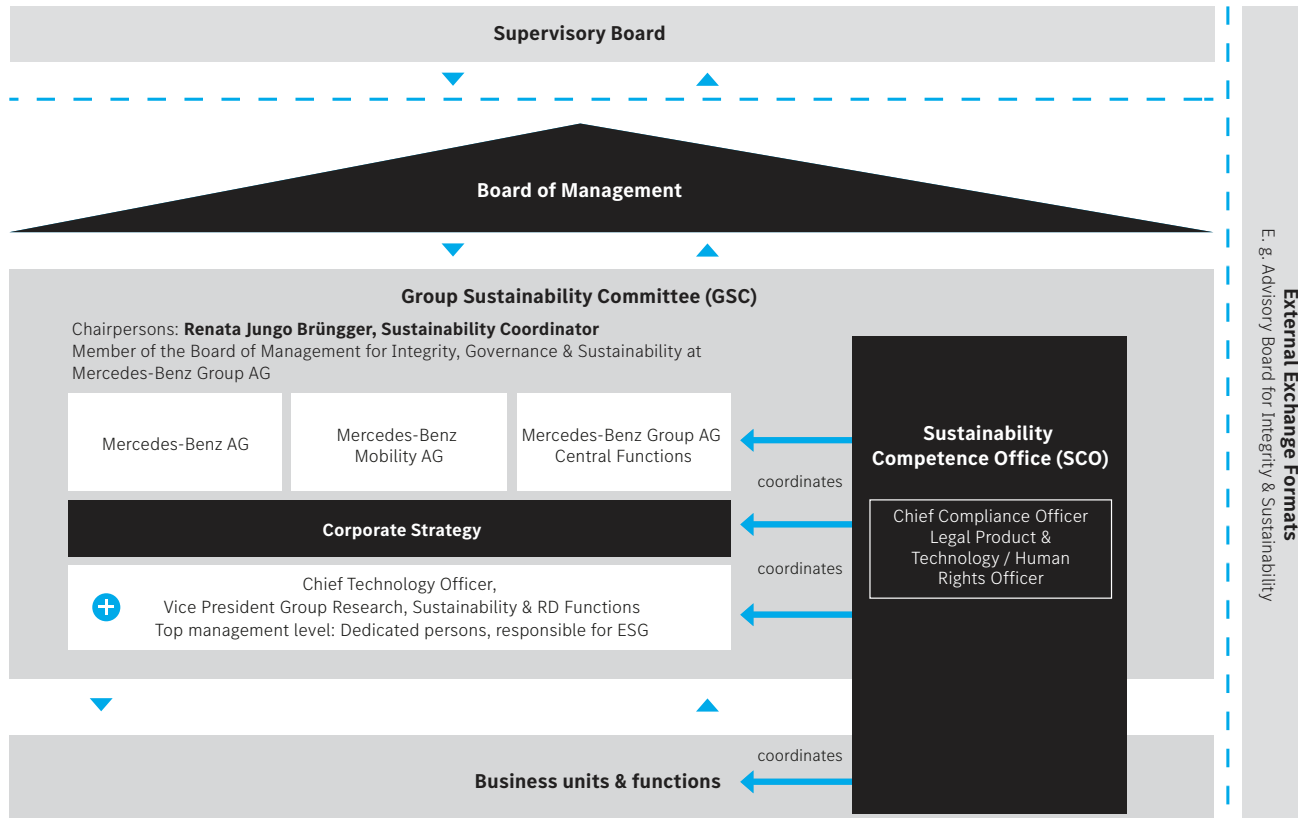 Supervisory Board
Board of Management
Group Sustainability Committee (GSC)
Chairpersons: Renata Jungo Brüngger, Sustainability Coordinator
Member of the Board of Management for Integrity, Governance & Sustainability at
Mercedes-Benz Group AG
Mercedes-Benz AG
Mercedes-Benz
Mobility AG
Mercedes-Benz Group AG
Central Functions
coordinates
Corporate Strategy
coordinates
Chief Technology Officer,
Vice President Group Research, Sustainability & RD Functions
Top management level: Dedicated persons, responsible for ESG
Sustainability
Competence Office (SCO)
Chief Compliance Officer
Legal Product &
Technology / Human
Rights Officer
Business units & functions
coordinates
External Exchange Formats
E. g. Advisory Board for Integrity & Sustainability